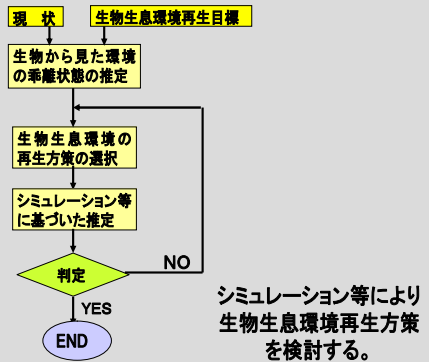 現　状
生物生息環境再生目標
生物から見た環境
の乖離状態の推定
生物生息環境の
再生方策の選択
シミュレーション等
に基づいた推定
判定
NO
YES
END
シミュレーション等により
生物生息環境再生方策
を検討する。